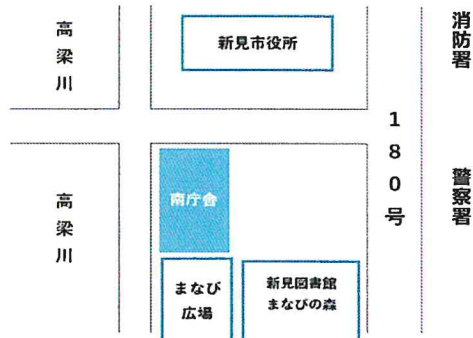 高梁川
新見市役所
消防署
180号
高梁川
南庁舎
警察署
まなび
広場
新見図書館
まなびの森